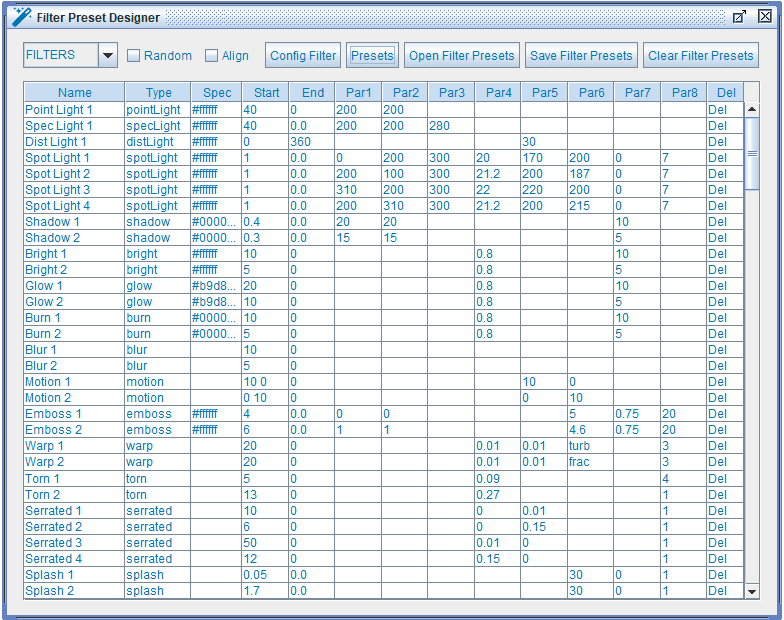 Filter Preset Designer
FILTERS Random Align Config Filter Presets Open Filter Presets Save Filter Presets Clear Filter Presets
Name Type Spec Start End Par1 Par2 Par3 Par4 Par5 Par6 Par7 Par8 Del
Point Light 1 pointLight #ffffff 40 0 200 200 Del
Spec Light 1 specLight #ffffff 40 0.0 200 200 280 Del
Dist Light 1 distLight #ffffff 0 360 30 Del
Spot Light 1 spotLight #ffffff 1 0.0 0 200 300 20 170 200 0 7 Del
Spot Light 2 spotLight #ffffff 1 0.0 200 100 300 21.2 200 187 0 7 Del
Spot Light 3 spotLight #ffffff 1 0.0 310 200 300 22 220 200 0 7 Del
Spot Light 4 spotLight #ffffff 1 0.0 200 310 300 21.2 200 215 0 7 Del
Shadow 1 shadow #0000... 0.4 0.0 20 20 10 Del
Shadow 2 shadow #0000... 0.3 0.0 15 15 5 Del
Bright 1 bright #ffffff 10 0 0.8 10 Del
Bright 2 bright #ffffff 5 0 0.8 5 Del
Glow 1 glow #b9d8... 20 0 0.8 10 Del
Glow 2 glow #b9d8... 10 0 0.8 5 Del
Burn 1 burn #0000... 10 0 0.8 10 Del
Burn 2 burn #0000... 5 0 0.8 5 Del
Blur 1 blur 10 0 Del
Blur 2 blur 5 0 Del
Motion 1 motion 10 0 0 10 0 Del
Motion 2 motion 0 10 0 0 10 Del
Emboss 1 emboss #ffffff 4 0.0 0 0 5 0.75 20 Del
Emboss 2 emboss #ffffff 6 0.0 1 1 4.6 0.75 20 Del
Warp 1 warp 20 0 0.01 0.01 turb 3 Del
Warp 2 warp 20 0 0.01 0.01 frac 3 Del
Torn 1 torn 5 0 0.09 4 Del
Torn 2 torn 13 0 0.27 1 Del
Serrated 1 serrated 10 0 0 0.01 1 Del
Serrated 2 serrated 6 0 0 0.15 1 Del
Serrated 3 serrated 50 0 0.01 0 1 Del
Serrated 4 serrated 12 0 0.15 0 1 Del
Splash 1 splash 0.05 0.0 30 0 1 Del
Splash 2 splash 1.7 0.0 30 0 1 Del